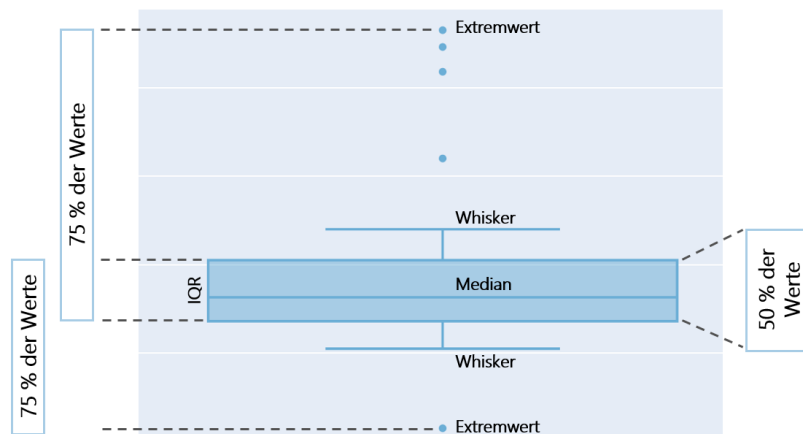 Extremwert
75 % der Werte
Whisker
IQR
Median
50 % der
Werte
75 % der Werte
Whisker
Extremwert